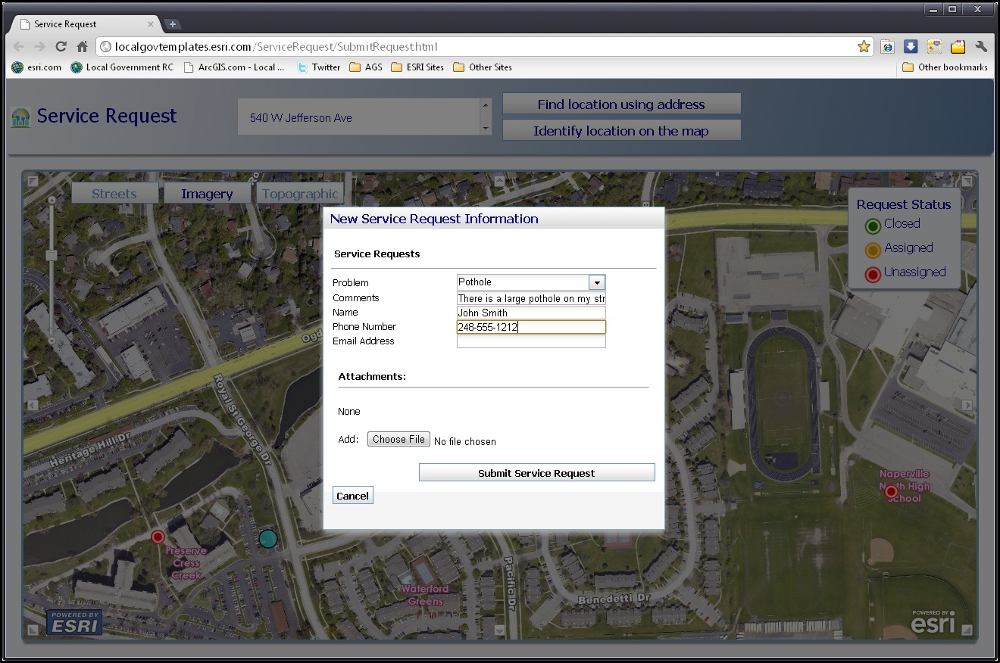 Service Request
localgovtemplates.esri.com/ServiceRequest/SubmitRequest.html
esri.com Local Government RC ArcGIS.com - Local ... Twitter AGS ESRI Sites Other Sites Other bookmarks
Service Request
540 W Jefferson Ave
Find location using address
Identify location on the map
Streets Imagery Topographic
Request Status
Closed
Assigned
Unassigned
New Service Request Information
Service Requests
Problem Pothole
Comments There is a large pothole on my str
Name John Smith
Phone Number 248-555-1212
Email Address
Attachments:
None
Add: Choose File No file chosen
Submit Service Request
Cancel
Ogd
Royal St George Dr
Heritage Hill Dr
Naperville
North High
School
Preserve
Cress
Creek
Waterford
Greens
Pacific Dr
Benedetti Dr
POWERED BY
ESRI
POWERED BY
esri